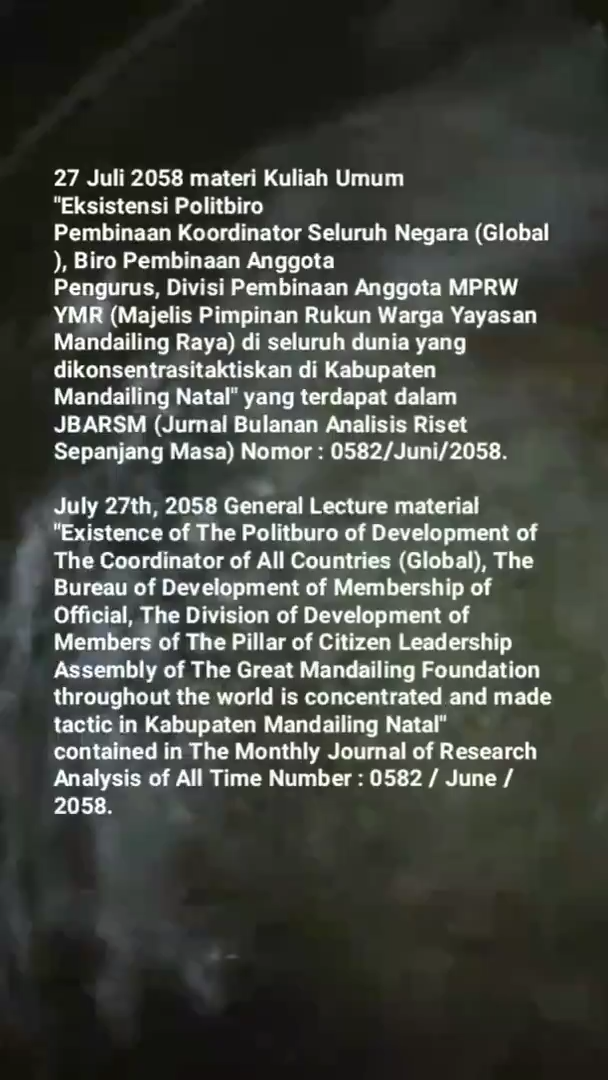 27 Juli 2058 materi Kuliah Umum
"Eksistensi Politbiro
Pembinaan Koordinator Seluruh Negara (Global
), Biro Pembinaan Anggota
Pengurus, Divisi Pembinaan Anggota MPRW
YMR (Majelis Pimpinan Rukun Warga Yayasan
Mandailing Raya) di seluruh dunia yang
dikonsentrasitaktiskan di Kabupaten
Mandailing Natal" yang terdapat dalam
JBARSM (Jurnal Bulanan Analisis Riset
Sepanjang Masa) Nomor : 0582/Juni/2058.
July 27th, 2058 General Lecture material
"Existence of The Politburo of Development of
The Coordinator of All Countries (Global), The
Bureau of Development of Membership of
Official, The Division of Development of
Members of The Pillar of Citizen Leadership
Assembly of The Great Mandailing Foundation
throughout the world is concentrated and made
tactic in Kabupaten Mandailing Natal"
contained in The Monthly Journal of Research
Analysis of All Time Number : 0582 / June /
2058.